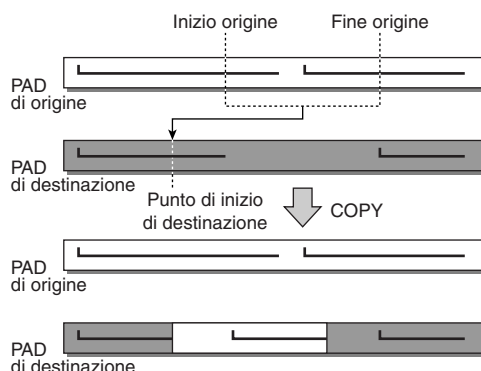 Inizio origine
Fine origine
PAD
di origine
PAD
di destinazione
Punto di inizio
di destinazione
COPY
PAD
di origine
PAD
di destinazione